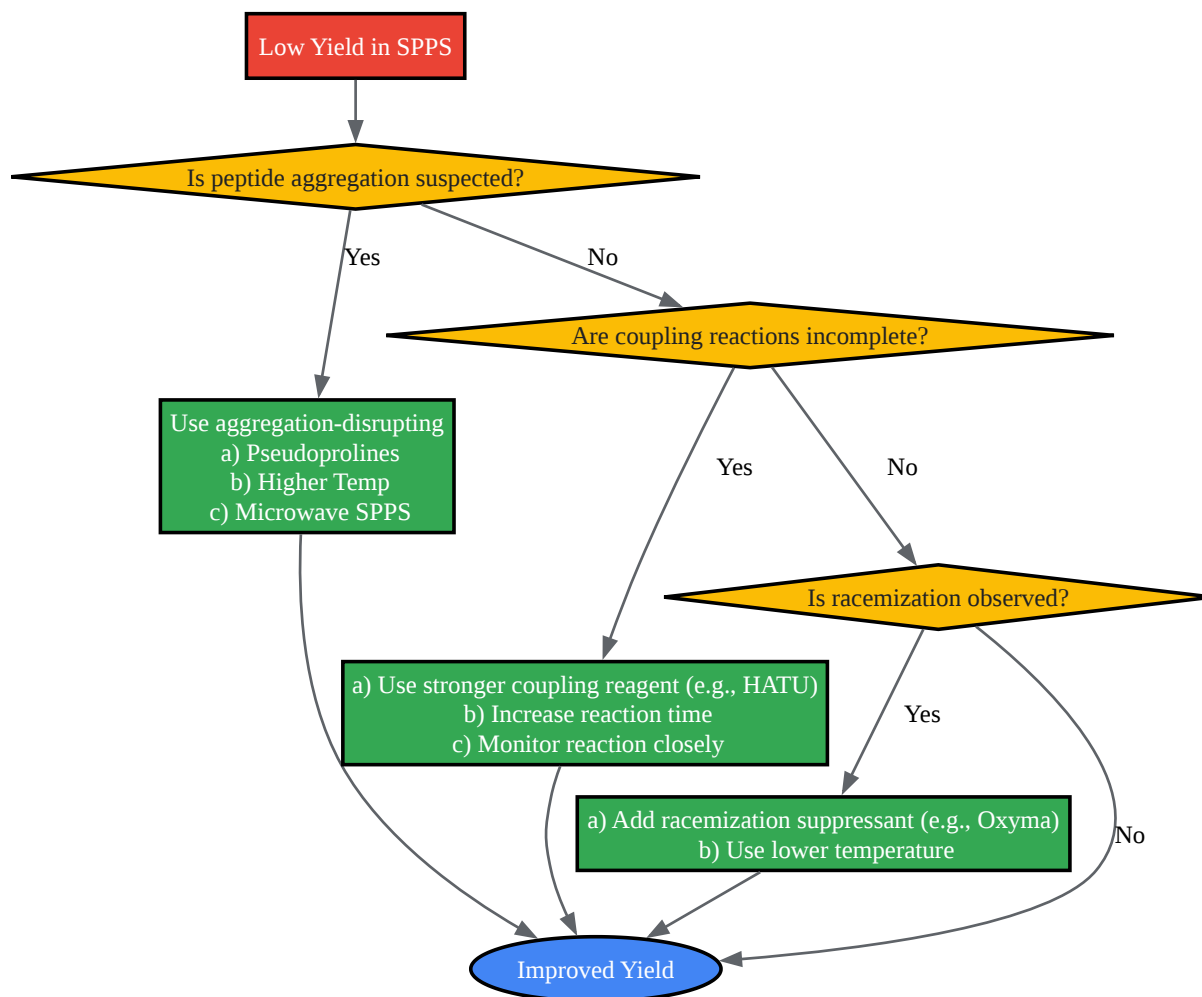 Low Yield in SPPS
Is peptide aggregation suspected?
Yes
No
Are coupling reactions incomplete?
Use aggregation-disrupting
a) Pseudoprolines
b) Higher Temp
c) Microwave SPPS
Yes
No
Is racemization observed?
a) Use stronger coupling reagent (e.g., HATU)
b) Increase reaction time
c) Monitor reaction closely
Yes
a) Add racemization suppressant (e.g., Oxyma)
b) Use lower temperature
No
Improved Yield